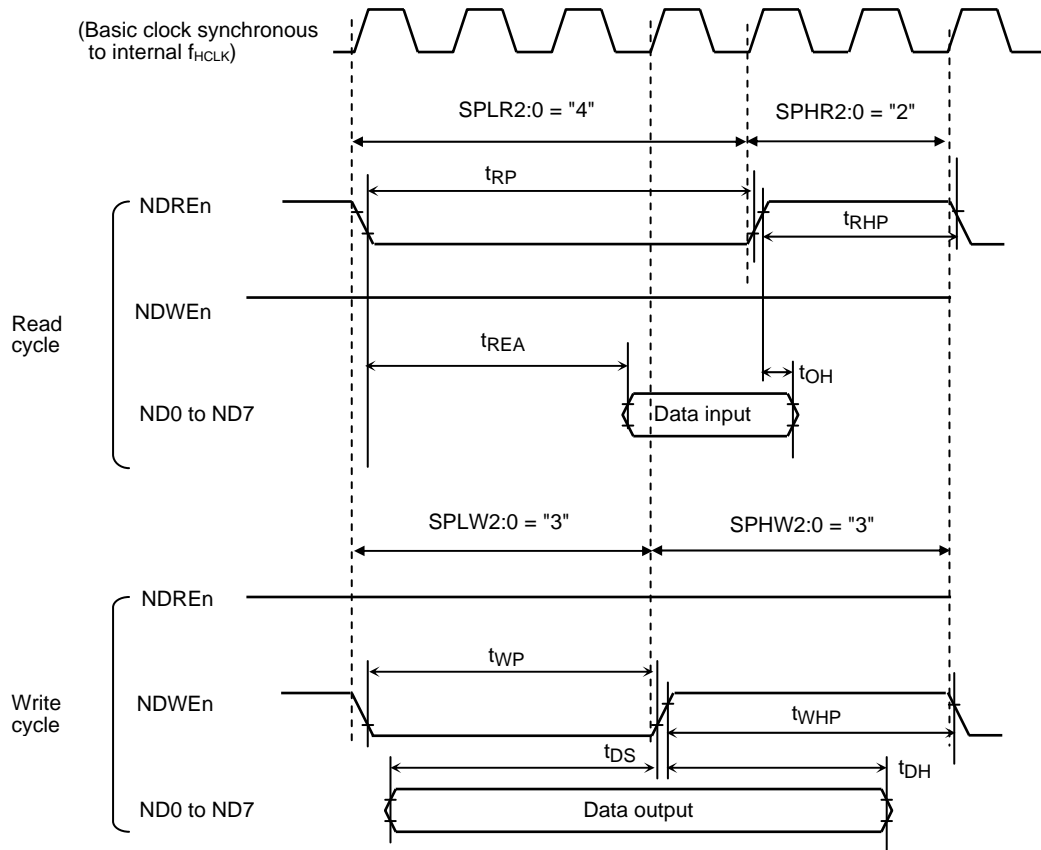 (Basic clock synchronous
to internal fHCLK)
SPLR2:0 = "4"
SPHR2:0 = "2"
tRP
NDREn
tRHP
NDWEn
Read
cycle
tREA
tOH
ND0 to ND7
Data input
SPLW2:0 = "3"
SPHW2:0 = "3"
NDREn
tWP
Write
cycle
NDWEn
tWHP
tDS
tDH
ND0 to ND7
Data output